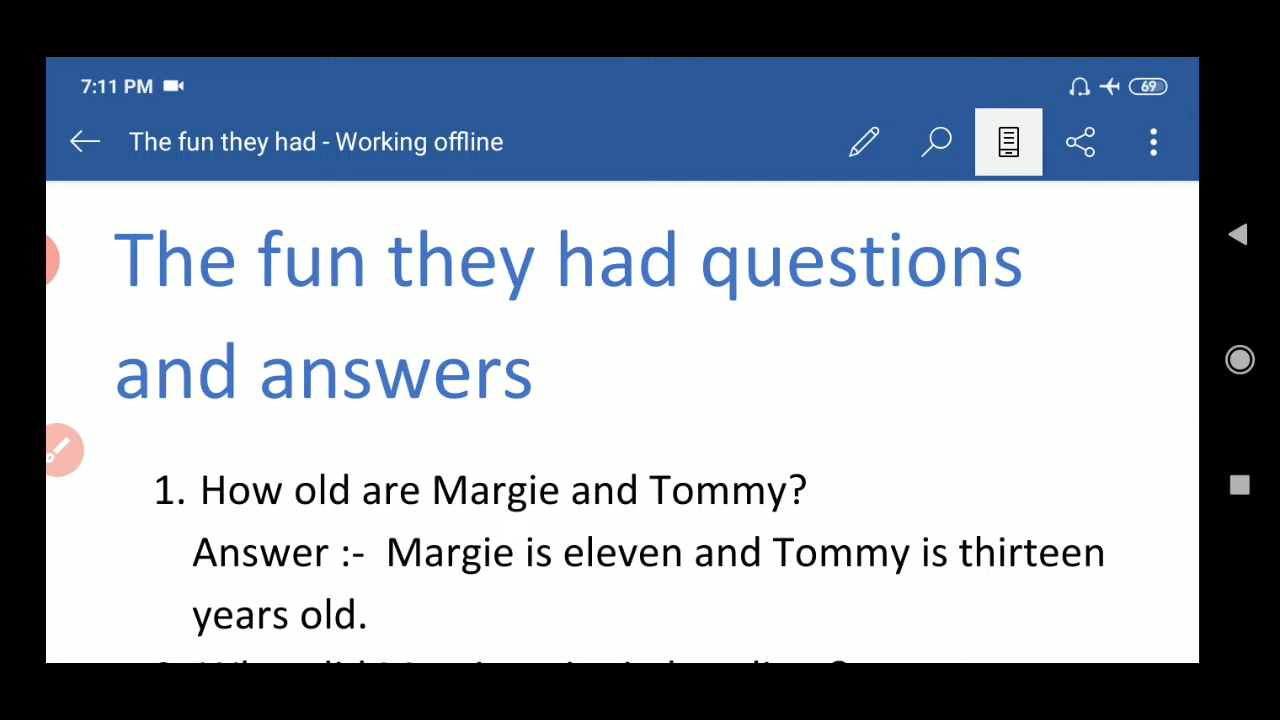 7:11 PM
69
The fun they had - Working offline
The fun they had questions
and answers
1. How old are Margie and Tommy?
Answer :- Margie is eleven and Tommy is thirteen
years old.